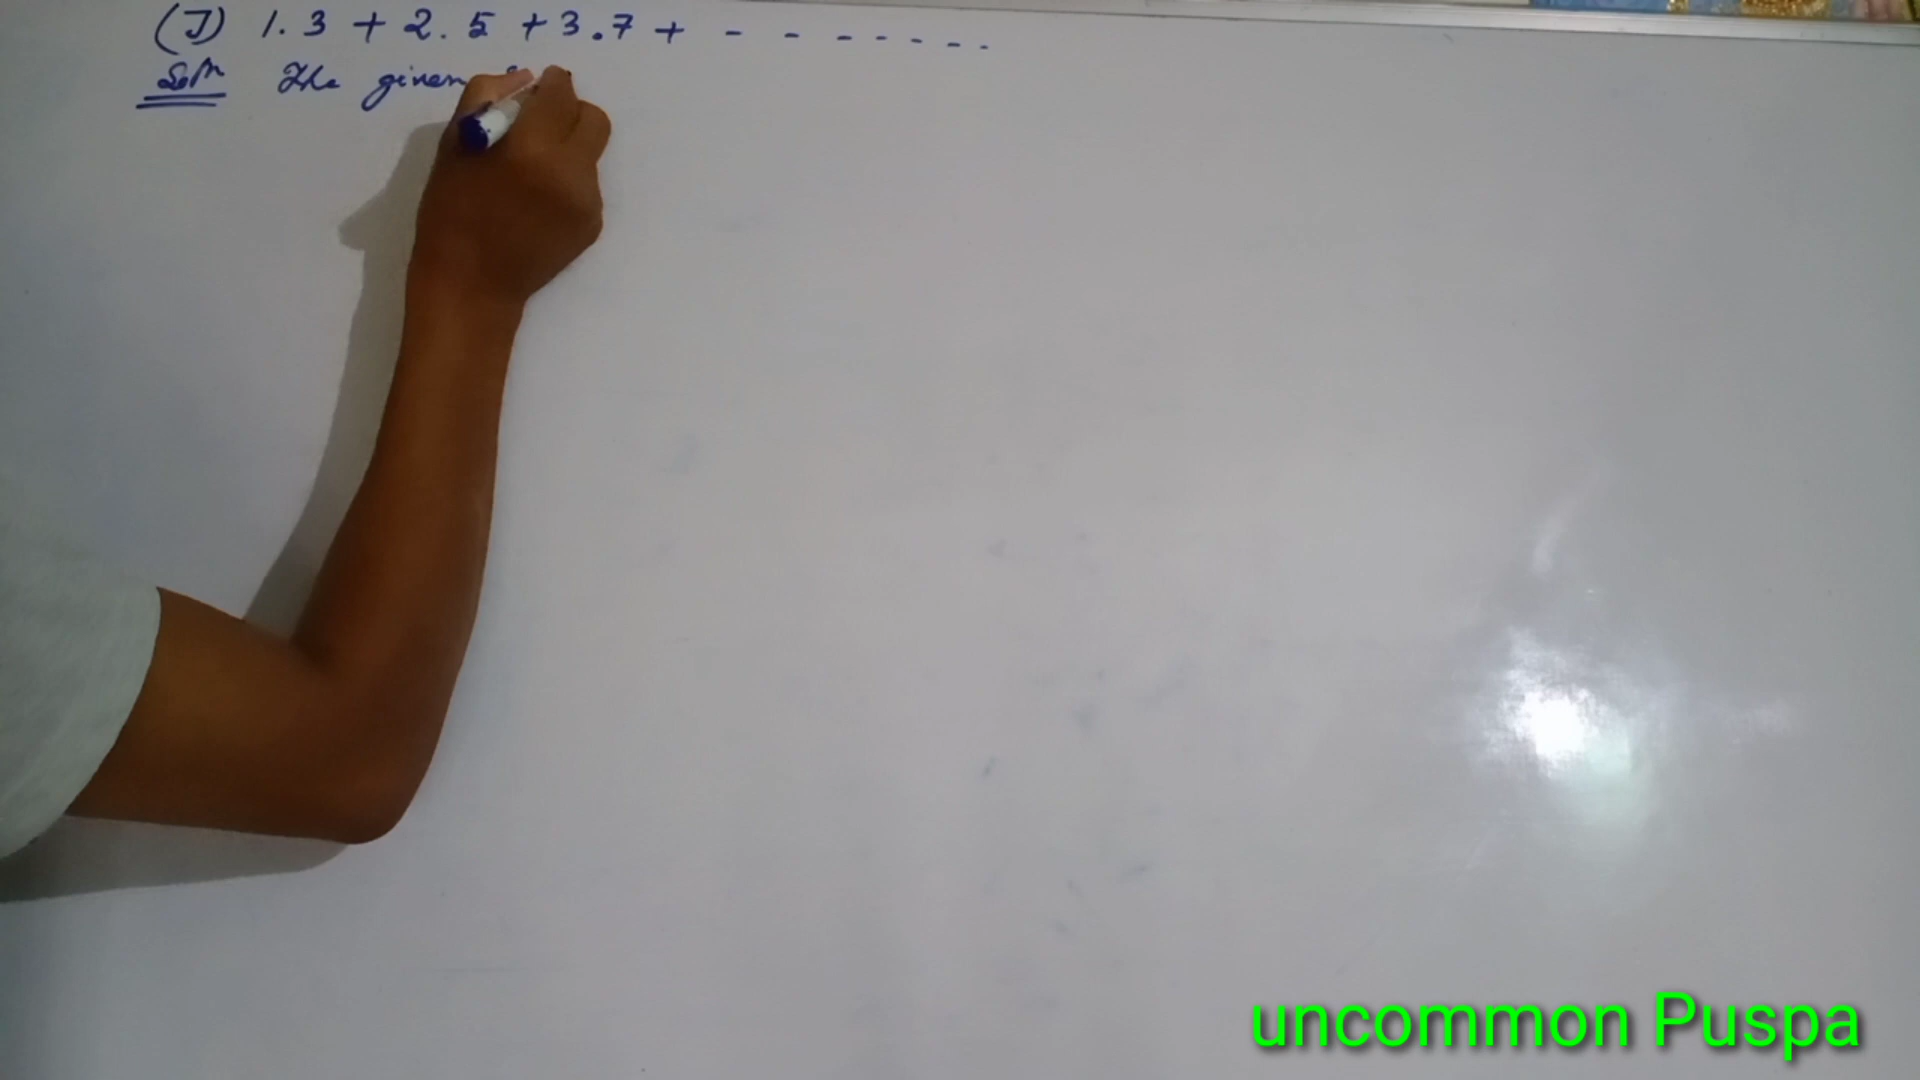 (J) 1.3 + 2.5 + 3.7 + - - - - - - -
Soln The given
uncommon Puspa